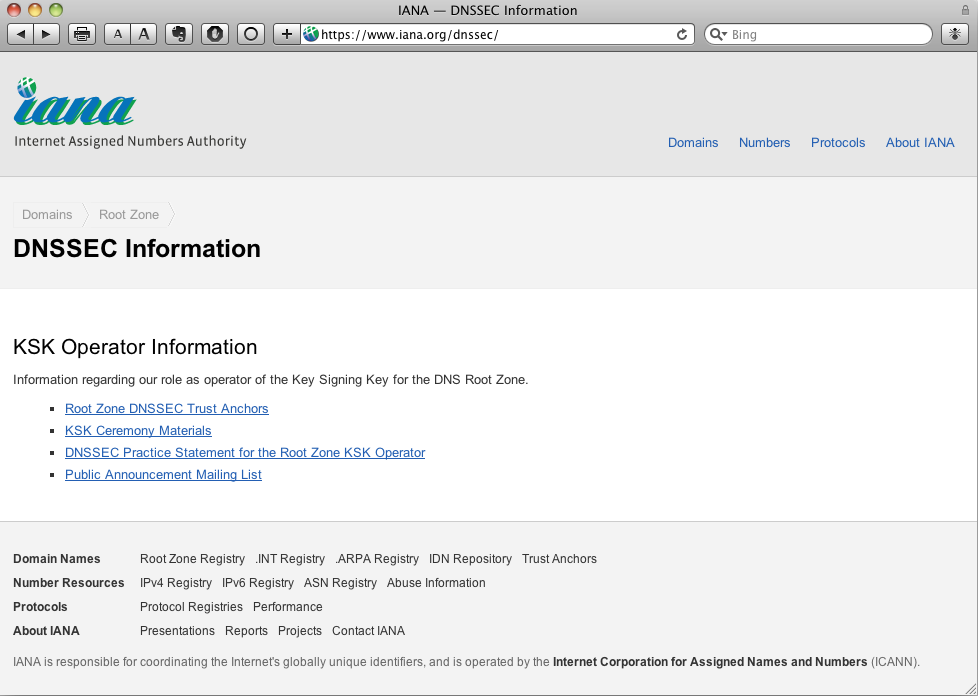 IANA — DNSSEC Information
A A + https://www.iana.org/dnssec/ Bing
iana
Internet Assigned Numbers Authority
Domains Numbers Protocols About IANA
Domains Root Zone
DNSSEC Information
KSK Operator Information
Information regarding our role as operator of the Key Signing Key for the DNS Root Zone.
Root Zone DNSSEC Trust Anchors
KSK Ceremony Materials
DNSSEC Practice Statement for the Root Zone KSK Operator
Public Announcement Mailing List
Domain Names Root Zone Registry .INT Registry .ARPA Registry IDN Repository Trust Anchors
Number Resources IPv4 Registry IPv6 Registry ASN Registry Abuse Information
Protocols Protocol Registries Performance
About IANA Presentations Reports Projects Contact IANA
IANA is responsible for coordinating the Internet's globally unique identifiers, and is operated by the Internet Corporation for Assigned Names and Numbers (ICANN).